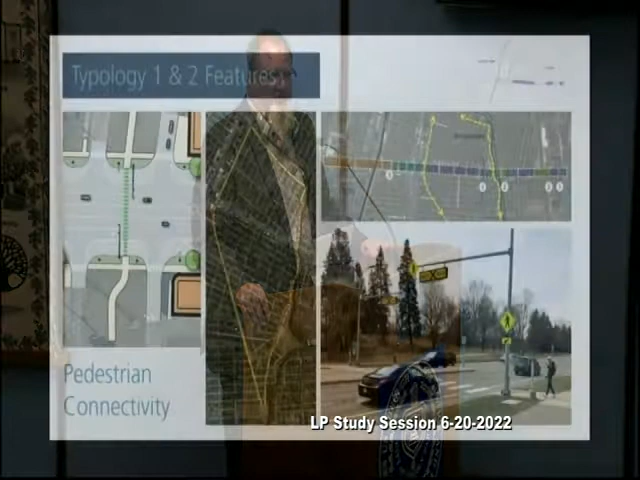 Typology 1 & 2 Features
Pedestrian
Connectivity
LP Study Session 6-20-2022